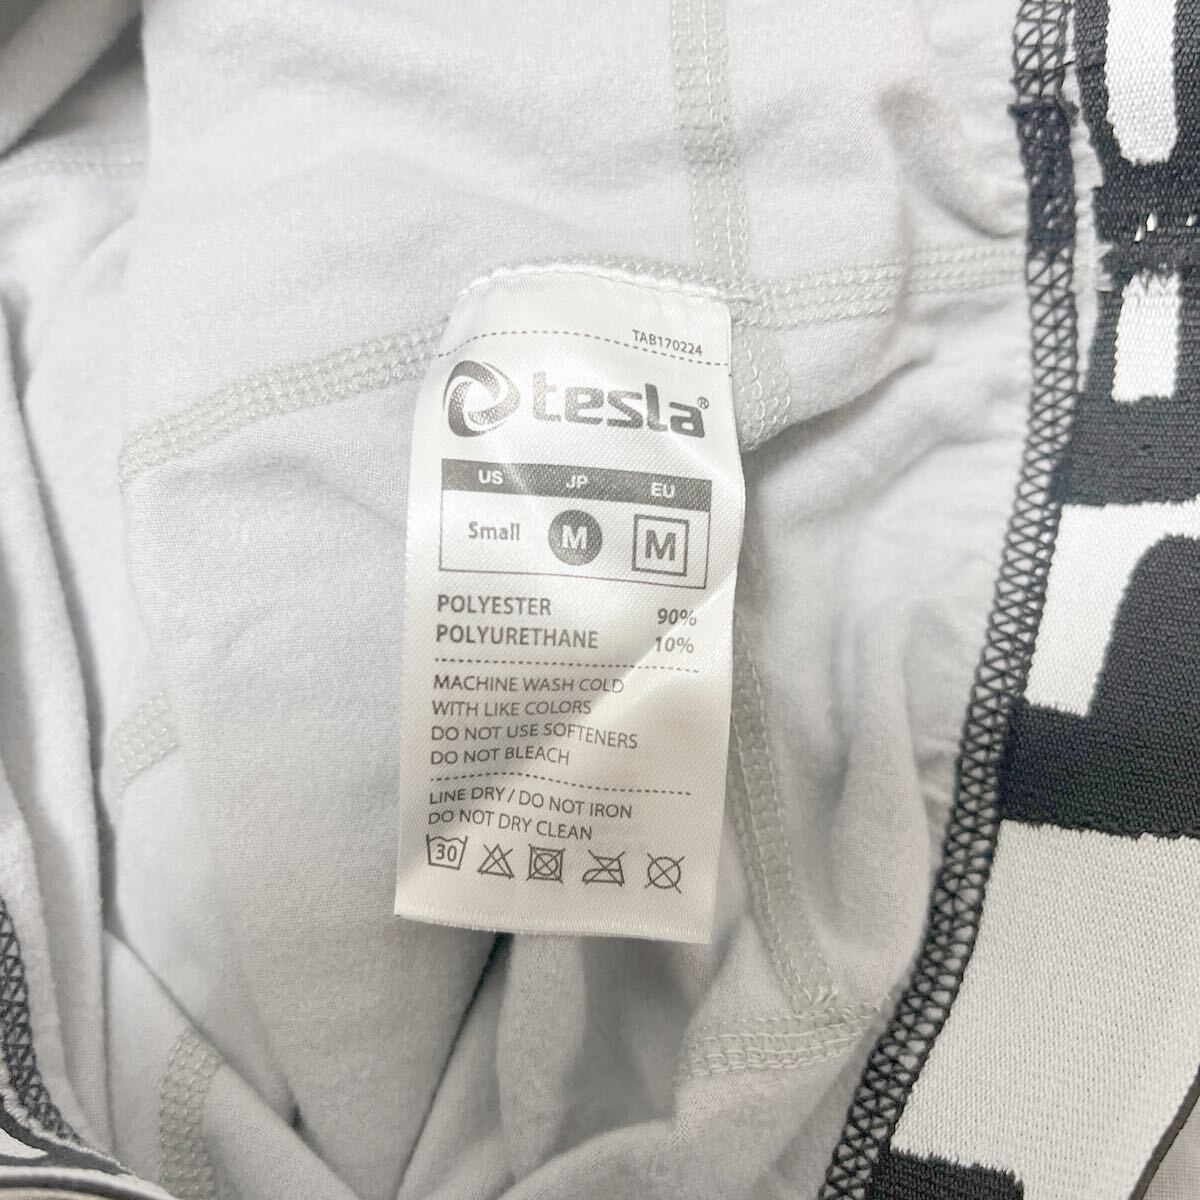 TAB170224
tesla®
US JP EU
Small M M
POLYESTER 90%
POLYURETHANE 10%
MACHINE WASH COLD
WITH LIKE COLORS
DO NOT USE SOFTENERS
DO NOT BLEACH
LINE DRY / DO NOT IRON
DO NOT DRY CLEAN
30